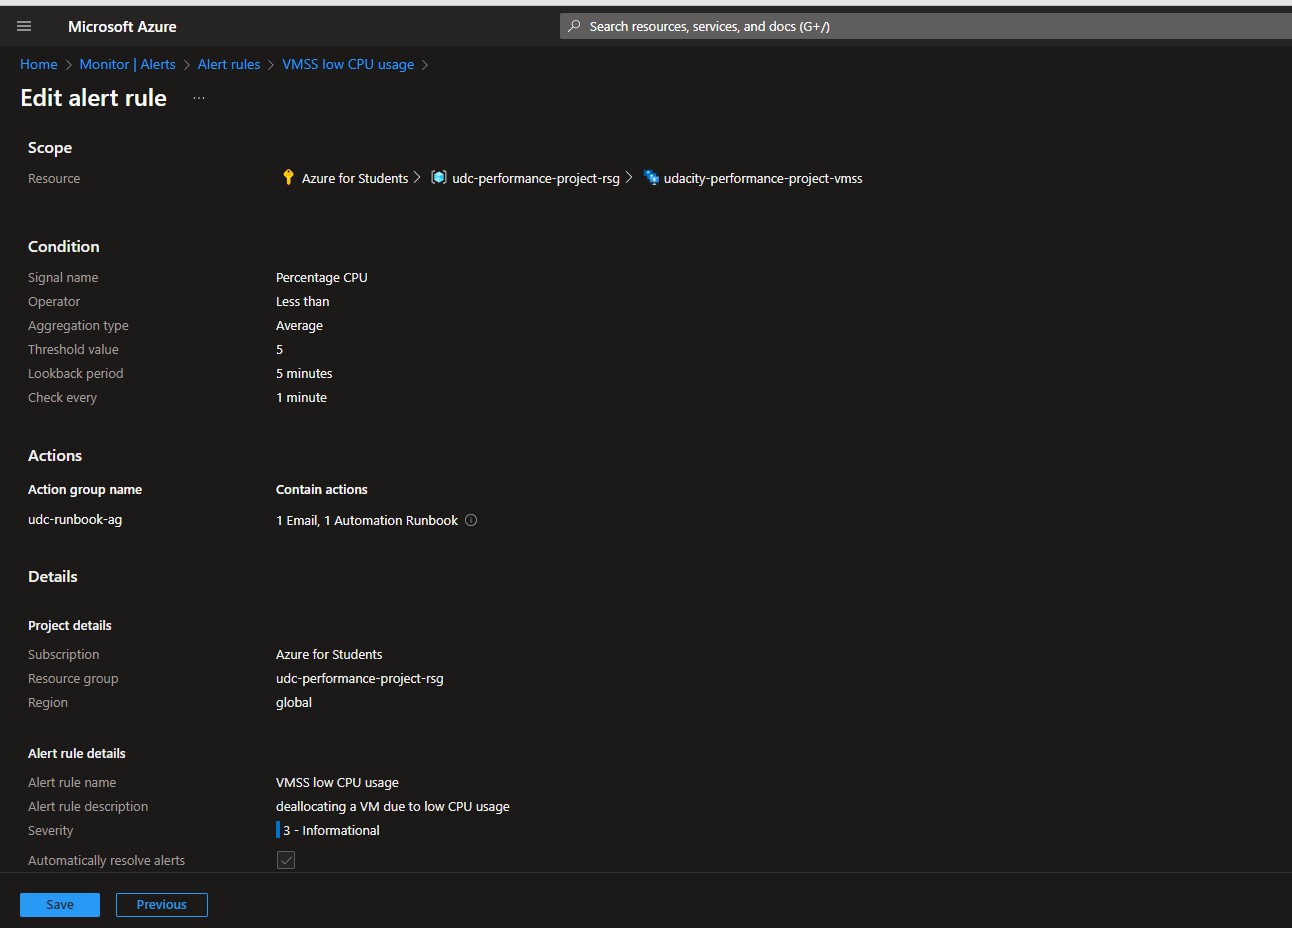 Microsoft Azure
Search resources, services, and docs (G+/)
Home > Monitor | Alerts > Alert rules > VMSS low CPU usage >
Edit alert rule ...
Scope
Resource Azure for Students > udc-performance-project-rsg > udacity-performance-project-vmss
Condition
Signal name Percentage CPU
Operator Less than
Aggregation type Average
Threshold value 5
Lookback period 5 minutes
Check every 1 minute
Actions
Action group name Contain actions
udc-runbook-ag 1 Email, 1 Automation Runbook
Details
Project details
Subscription Azure for Students
Resource group udc-performance-project-rsg
Region global
Alert rule details
Alert rule name VMSS low CPU usage
Alert rule description deallocating a VM due to low CPU usage
Severity 3 - Informational
Automatically resolve alerts
Save Previous